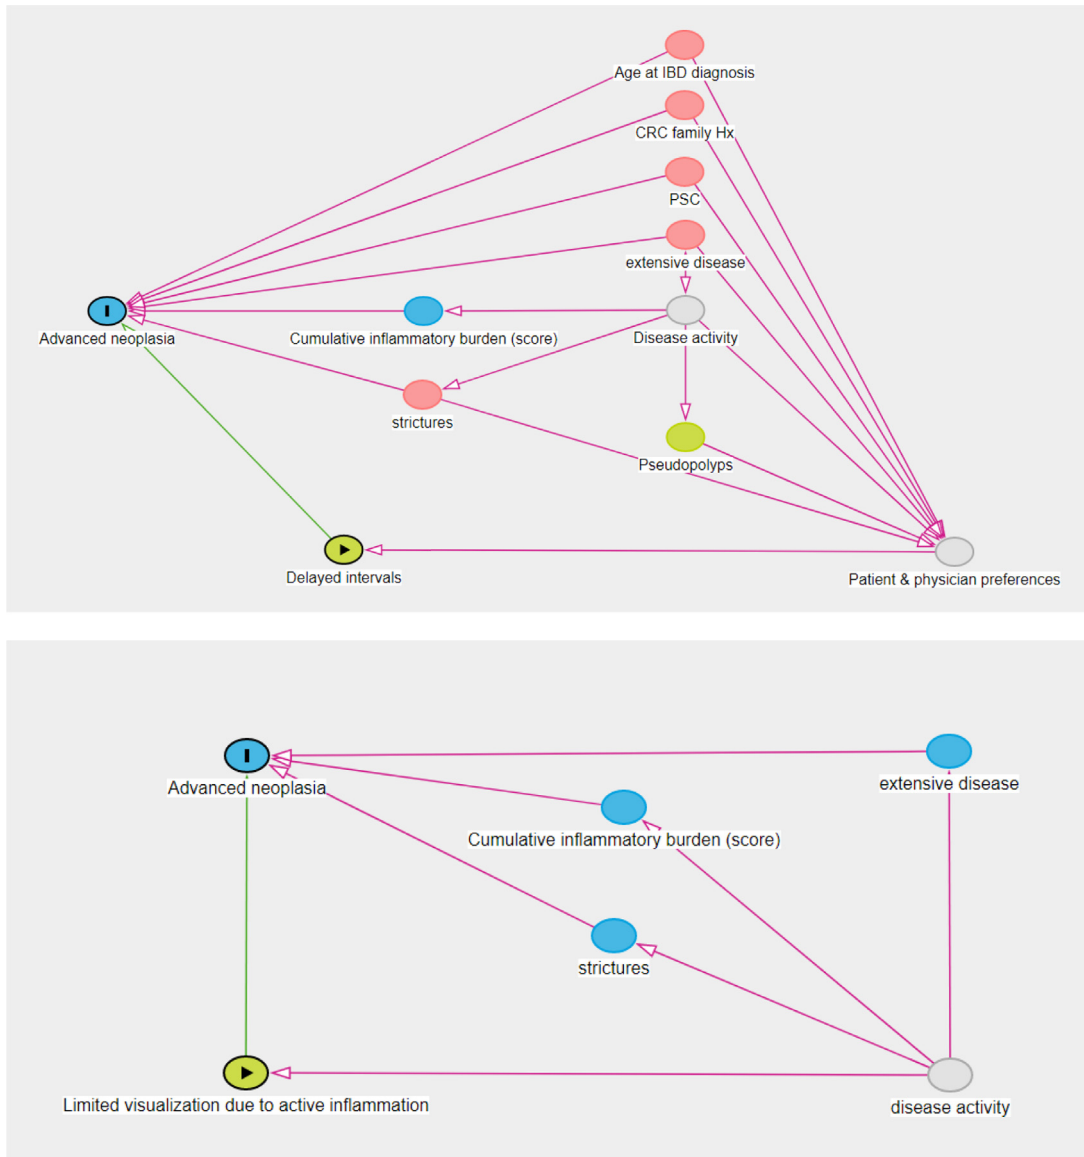 Age at IBD diagnosis
CRC family Hx
PSC
extensive disease
Advanced neoplasia
Cumulative inflammatory burden (score)
Disease activity
strictures
Pseudopolyps
Delayed intervals
Patient & physician preferences
Advanced neoplasia
extensive disease
Cumulative inflammatory burden (score)
strictures
Limited visualization due to active inflammation
disease activity